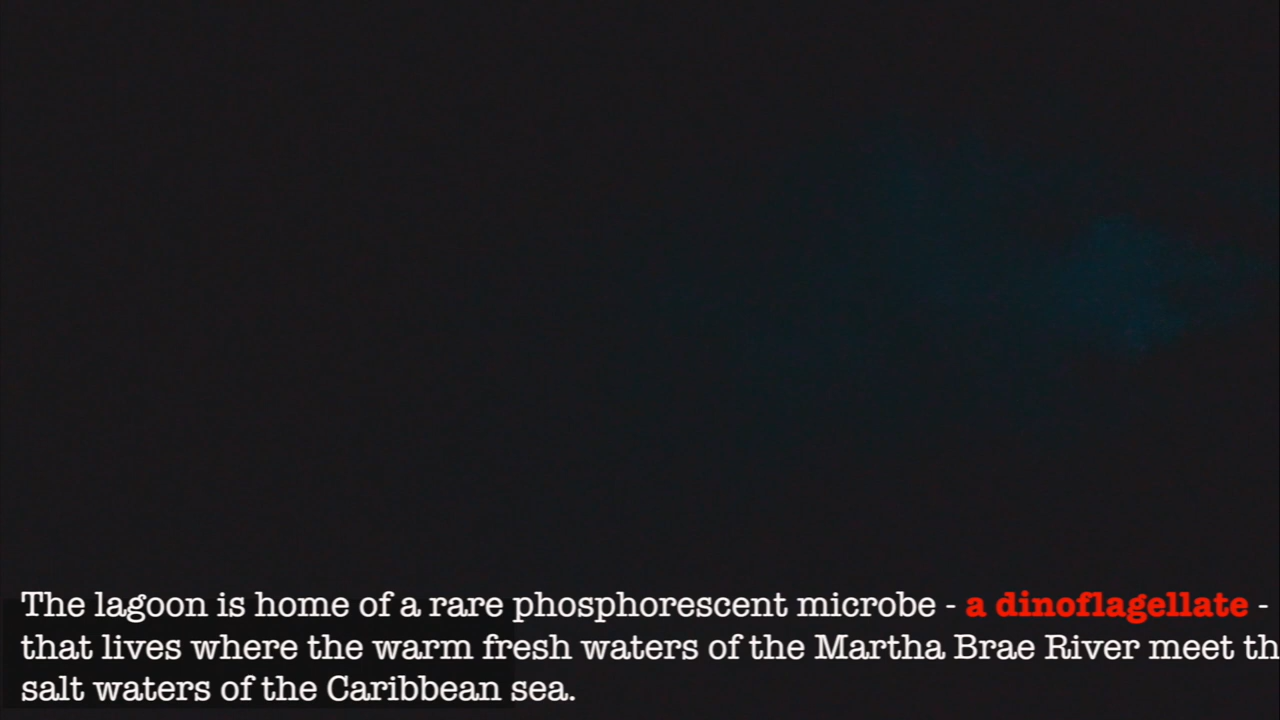 The lagoon is home of a rare phosphorescent microbe - a dinoflagellate -
that lives where the warm fresh waters of the Martha Brae River meet th
salt waters of the Caribbean sea.